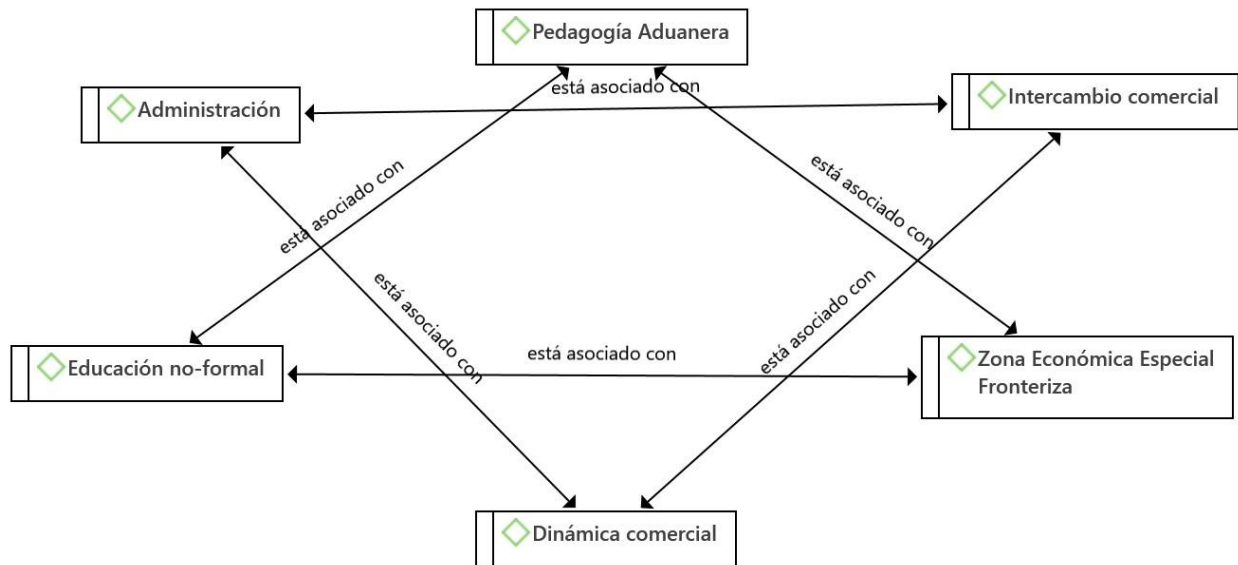 Pedagogía Aduanera
está asociado con
Administración
Intercambio comercial
está asociado con
está asociado con
está asociado con
está asociado con
está asociado con
Educación no-formal
Zona Económica Especial
Fronteriza
Dinámica comercial